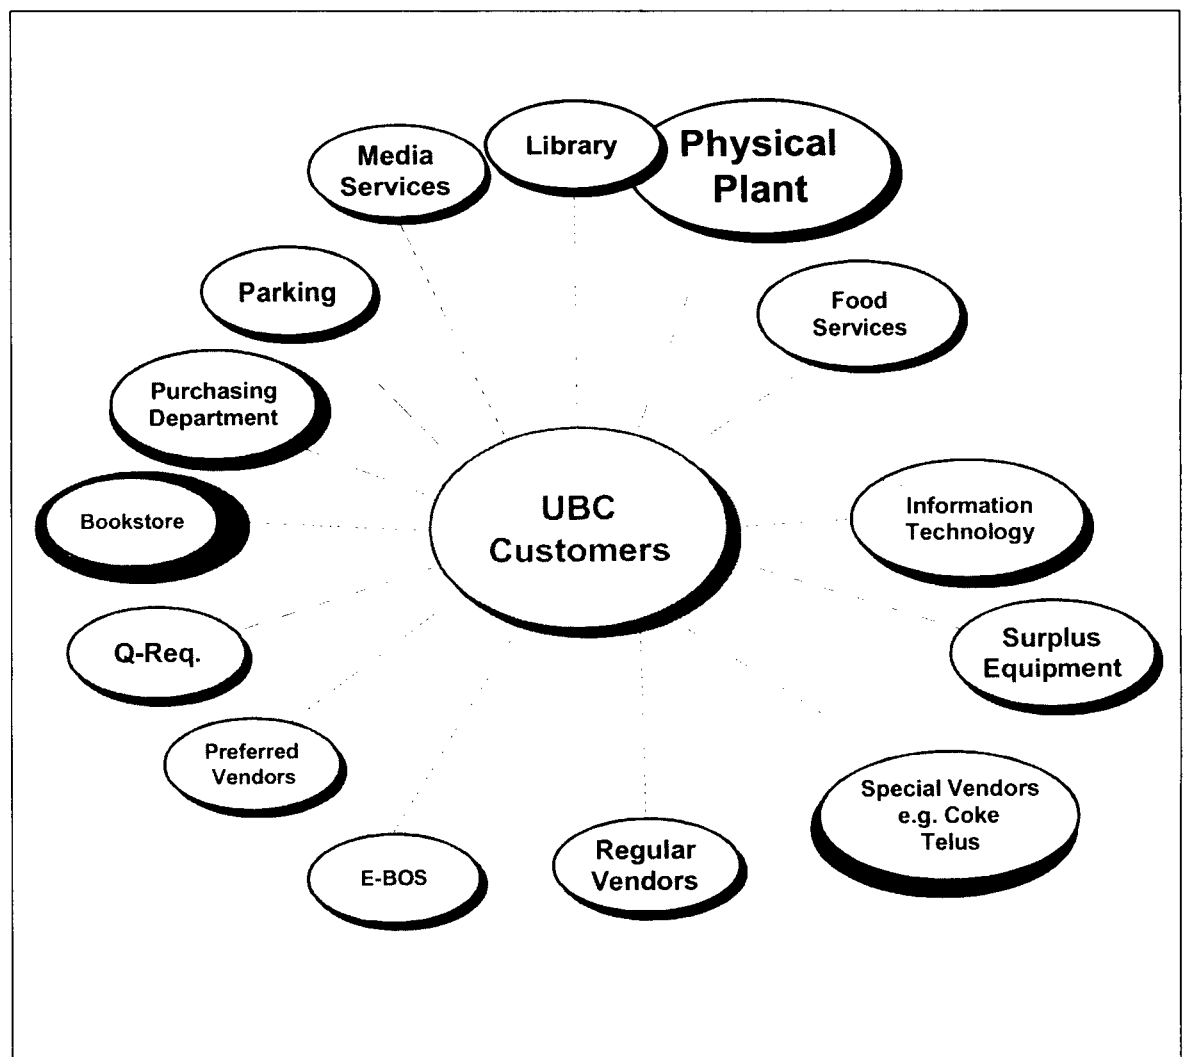 Library
Physical
Plant
Media
Services
Parking
Food
Services
Purchasing
Department
Bookstore
UBC
Customers
Information
Technology
Q-Req.
Surplus
Equipment
Preferred
Vendors
Special Vendors
e.g. Coke
Telus
E-BOS
Regular
Vendors